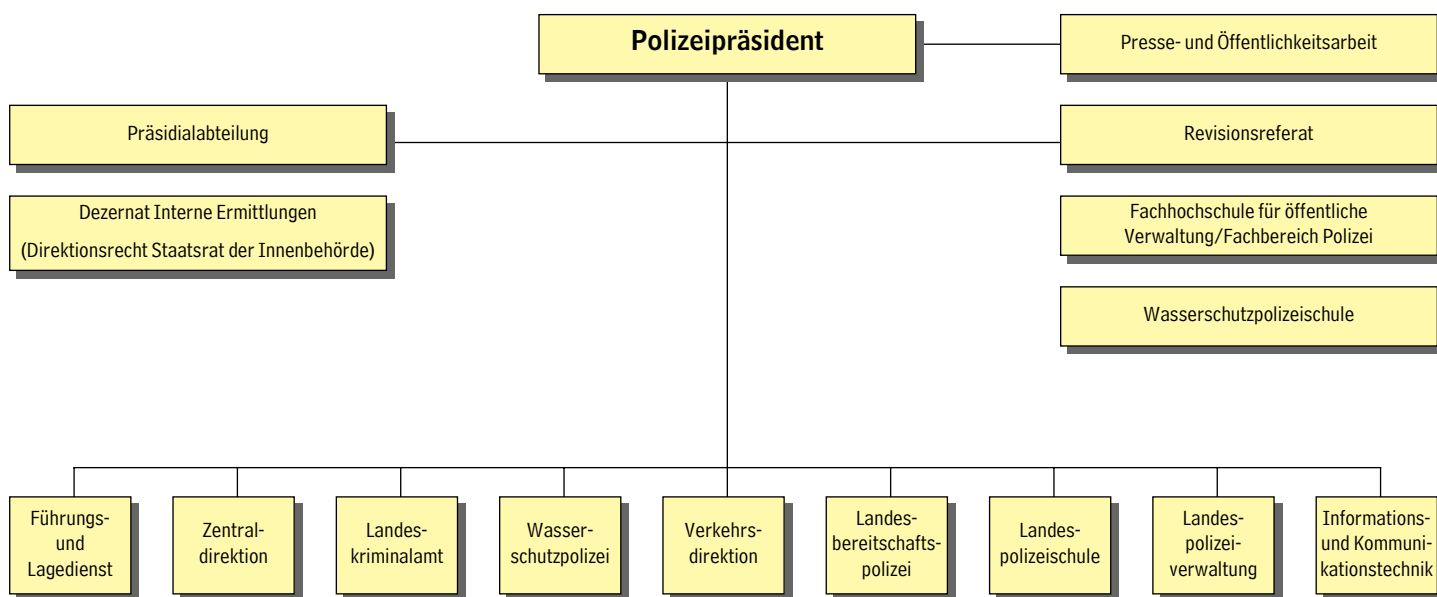 Polizeipräsident
Presse- und Öffentlichkeitsarbeit
Präsidialabteilung
Revisionsreferat
Dezernat Interne Ermittlungen
(Direktionsrecht Staatsrat der Innenbehörde)
Fachhochschule für öffentliche
Verwaltung/Fachbereich Polizei
Wasserschutzpolizeischule
Führungs-
und
Lagedienst
Zentral-
direktion
Landes-
kriminalamt
Wasser-
schutzpolizei
Verkehrs-
direktion
Landes-
bereitschafts-
polizei
Landes-
polizeischule
Landes-
polizei-
verwaltung
Informations-
und Kommuni-
kationstechnik